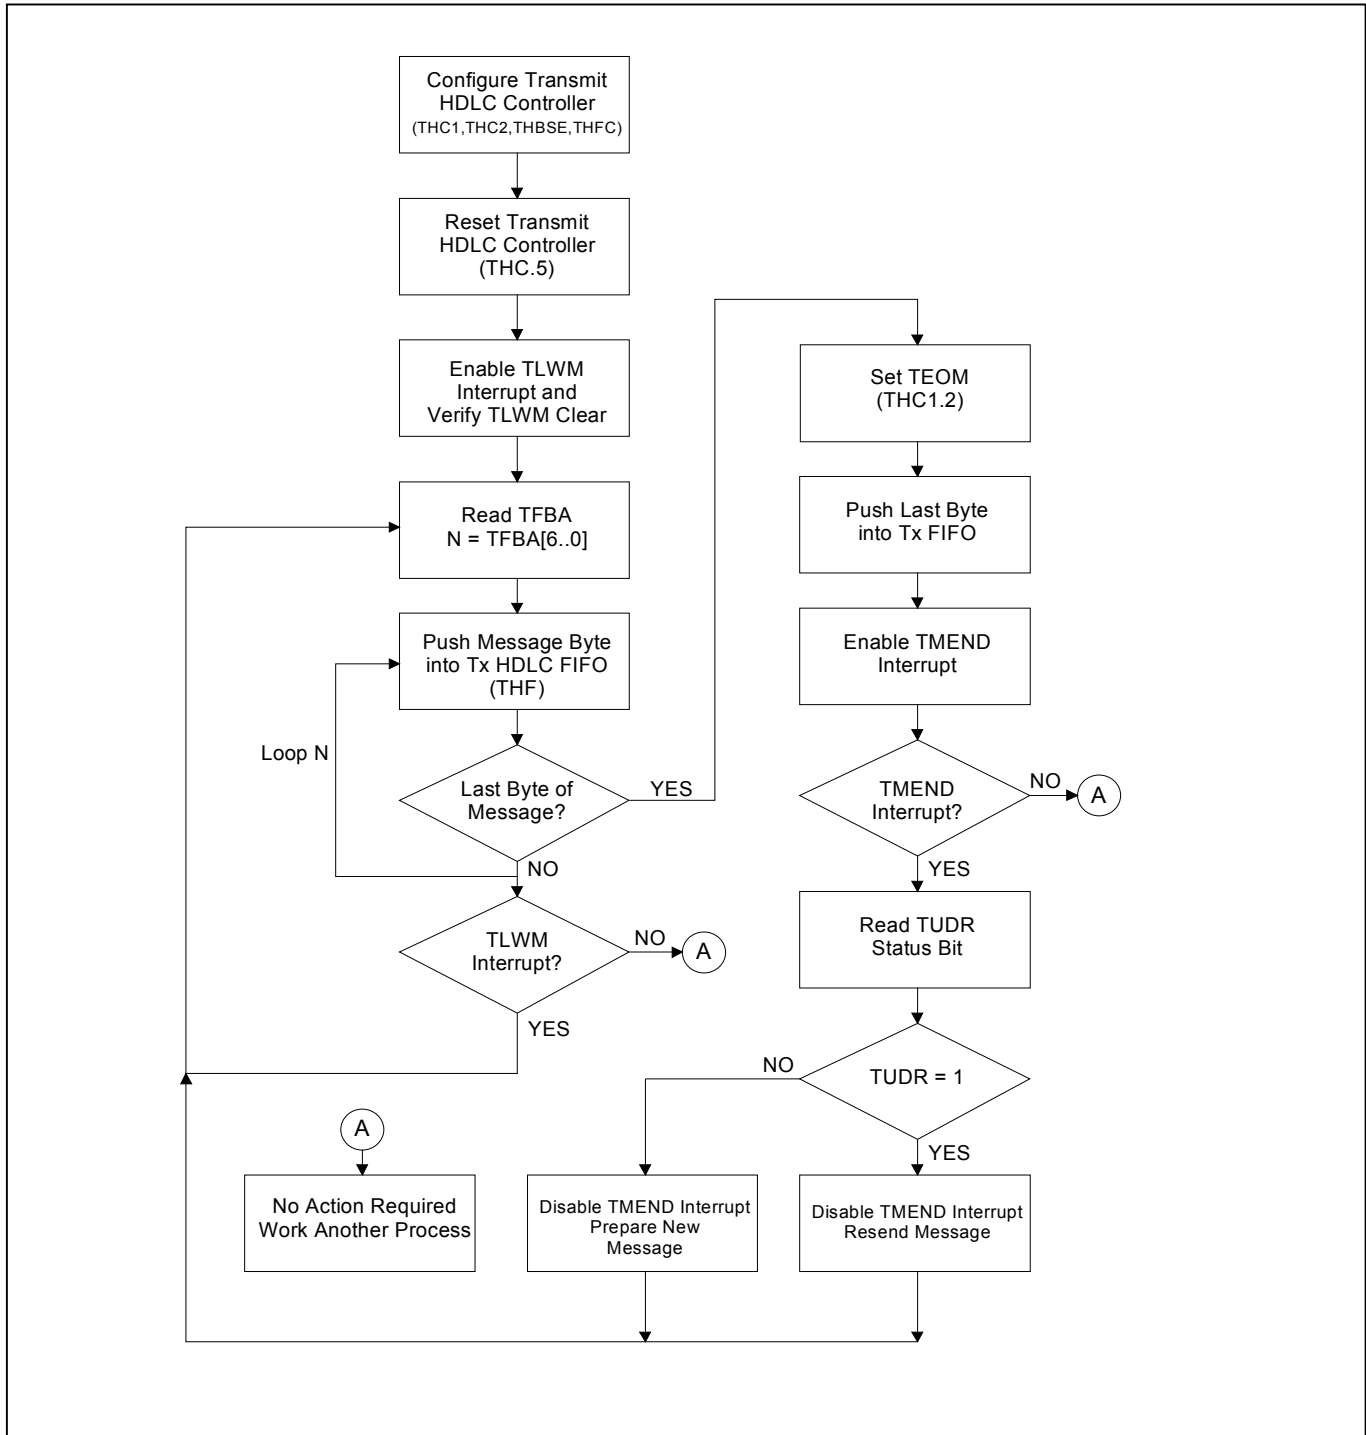 Configure Transmit
HDLC Controller
(THC1,THC2,THBSE,THFC)
Reset Transmit
HDLC Controller
(THC.5)
Enable TLWM
Interrupt and
Verify TLWM Clear
Read TFBA
N = TFBA[6..0]
Push Message Byte
into Tx HDLC FIFO
(THF)
Loop N
Last Byte of
Message?
YES
NO
TLWM
Interrupt?
NO
A
YES
A
No Action Required
Work Another Process
Set TEOM
(THC1.2)
Push Last Byte
into Tx FIFO
Enable TMEND
Interrupt
TMEND
Interrupt?
NO
A
YES
Read TUDR
Status Bit
TUDR = 1
NO
YES
Disable TMEND Interrupt
Prepare New
Message
Disable TMEND Interrupt
Resend Message